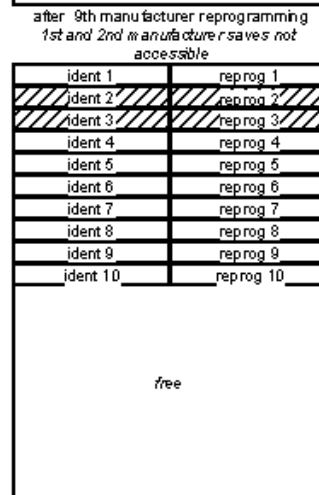 after 9th manufacturer reprogramming
1st and 2nd manufacturer saves not
accessible
ident 1 reprog 1
ident 2 reprog 2
ident 3 reprog 3
ident 4 reprog 4
ident 5 reprog 5
ident 6 reprog 6
ident 7 reprog 7
ident 8 reprog 8
ident 9 reprog 9
ident 10 reprog 10
free